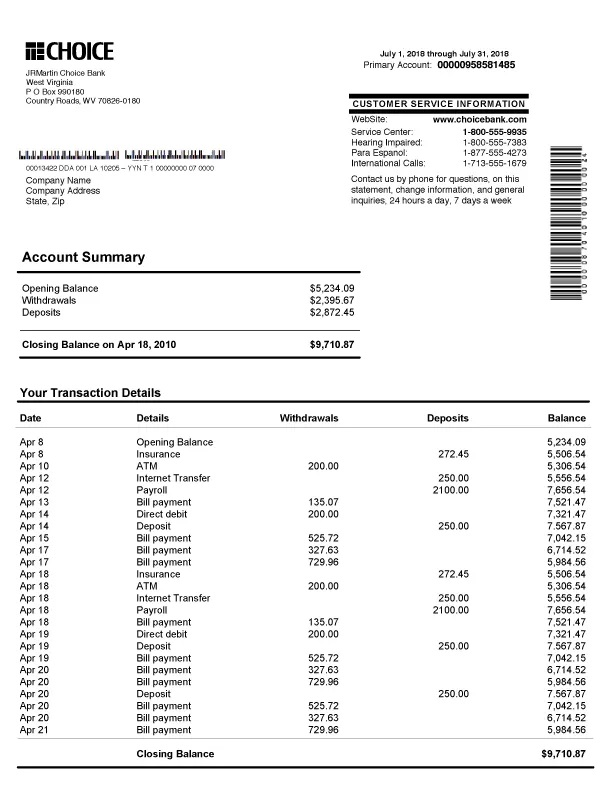 CHOICE
JRMartin Choice Bank
West Virginia
P O Box 990180
Country Roads, WV 70826-0180
July 1, 2018 through July 31, 2018
Primary Account: 00000958581485
CUSTOMER SERVICE INFORMATION
WebSite: www.choicebank.com
Service Center: 1-800-555-9935
Hearing Impaired: 1-800-555-7383
Para Espanol: 1-877-555-4273
International Calls: 1-713-555-1679
Contact us by phone for questions, on this
statement, change information, and general
inquiries, 24 hours a day, 7 days a week
00013422 DDA 001 LA 10205 – YYN T 1 00000000 07 0000
Company Name
Company Address
State, Zip
Account Summary
Opening Balance $5,234.09
Withdrawals $2,395.67
Deposits $2,872.45
Closing Balance on Apr 18, 2010 $9,710.87
Your Transaction Details
Date Details Withdrawals Deposits Balance
Apr 8 Opening Balance 5,234.09
Apr 8 Insurance 272.45 5,506.54
Apr 10 ATM 200.00 5,306.54
Apr 12 Internet Transfer 250.00 5,556.54
Apr 12 Payroll 2100.00 7,656.54
Apr 13 Bill payment 135.07 7,521.47
Apr 14 Direct debit 200.00 7,321.47
Apr 14 Deposit 250.00 7.567.87
Apr 15 Bill payment 525.72 7,042.15
Apr 17 Bill payment 327.63 6,714.52
Apr 17 Bill payment 729.96 5,984.56
Apr 18 Insurance 272.45 5,506.54
Apr 18 ATM 200.00 5,306.54
Apr 18 Internet Transfer 250.00 5,556.54
Apr 18 Payroll 2100.00 7,656.54
Apr 18 Bill payment 135.07 7,521.47
Apr 19 Direct debit 200.00 7,321.47
Apr 19 Deposit 250.00 7.567.87
Apr 19 Bill payment 525.72 7,042.15
Apr 20 Bill payment 327.63 6,714.52
Apr 20 Bill payment 729.96 5,984.56
Apr 20 Deposit 250.00 7.567.87
Apr 20 Bill payment 525.72 7,042.15
Apr 20 Bill payment 327.63 6,714.52
Apr 21 Bill payment 729.96 5,984.56
Closing Balance $9,710.87